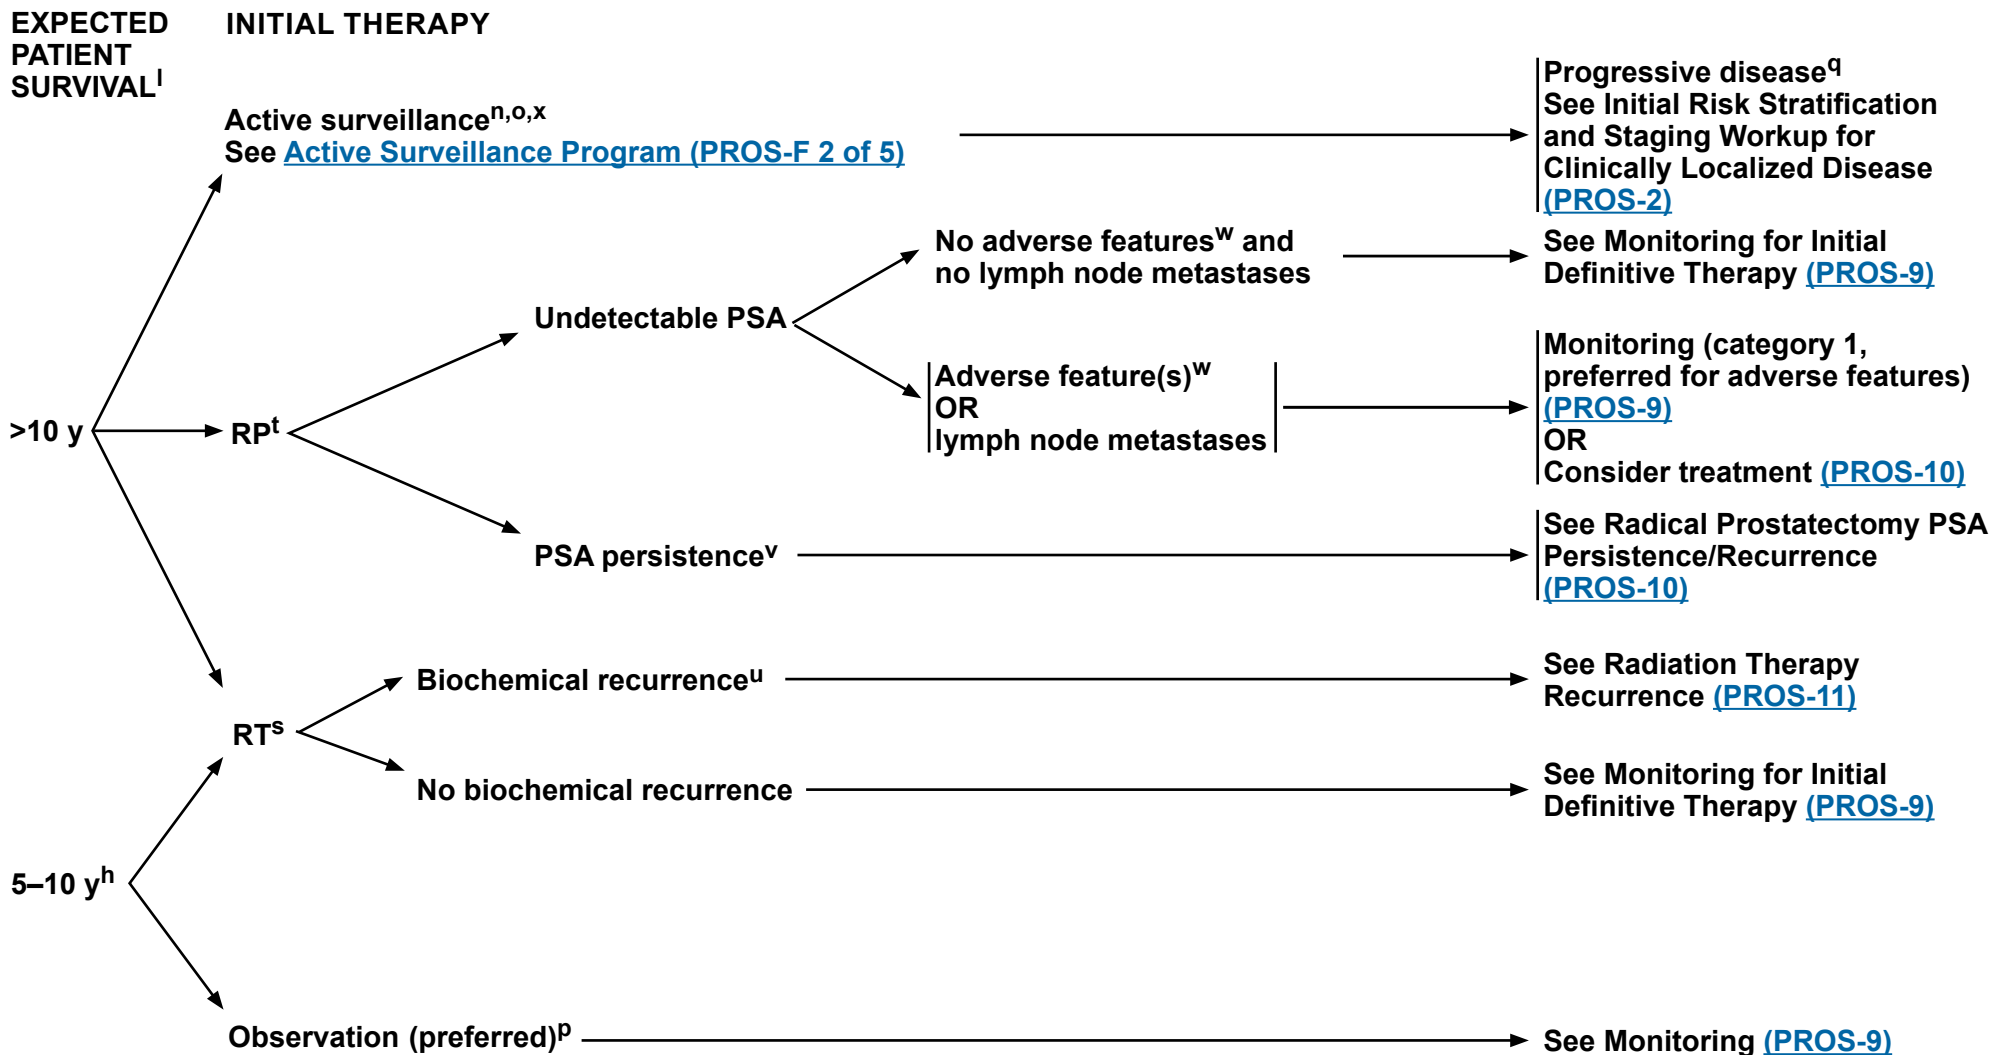 EXPECTED
PATIENT
SURVIVALl
INITIAL THERAPY
Active surveillancen,o,x
See Active Surveillance Program (PROS-F 2 of 5)
Progressive diseaseq
See Initial Risk Stratification
and Staging Workup for
Clinically Localized Disease
(PROS-2)
>10 y
RPt
Undetectable PSA
No adverse featuresw and
no lymph node metastases
See Monitoring for Initial
Definitive Therapy (PROS-9)
Adverse feature(s)w
OR
lymph node metastases
Monitoring (category 1,
preferred for adverse features)
(PROS-9)
OR
Consider treatment (PROS-10)
PSA persistencev
See Radical Prostatectomy PSA
Persistence/Recurrence
(PROS-10)
RTs
Biochemical recurrenceu
See Radiation Therapy
Recurrence (PROS-11)
No biochemical recurrence
See Monitoring for Initial
Definitive Therapy (PROS-9)
5–10 yh
Observation (preferred)p
See Monitoring (PROS-9)